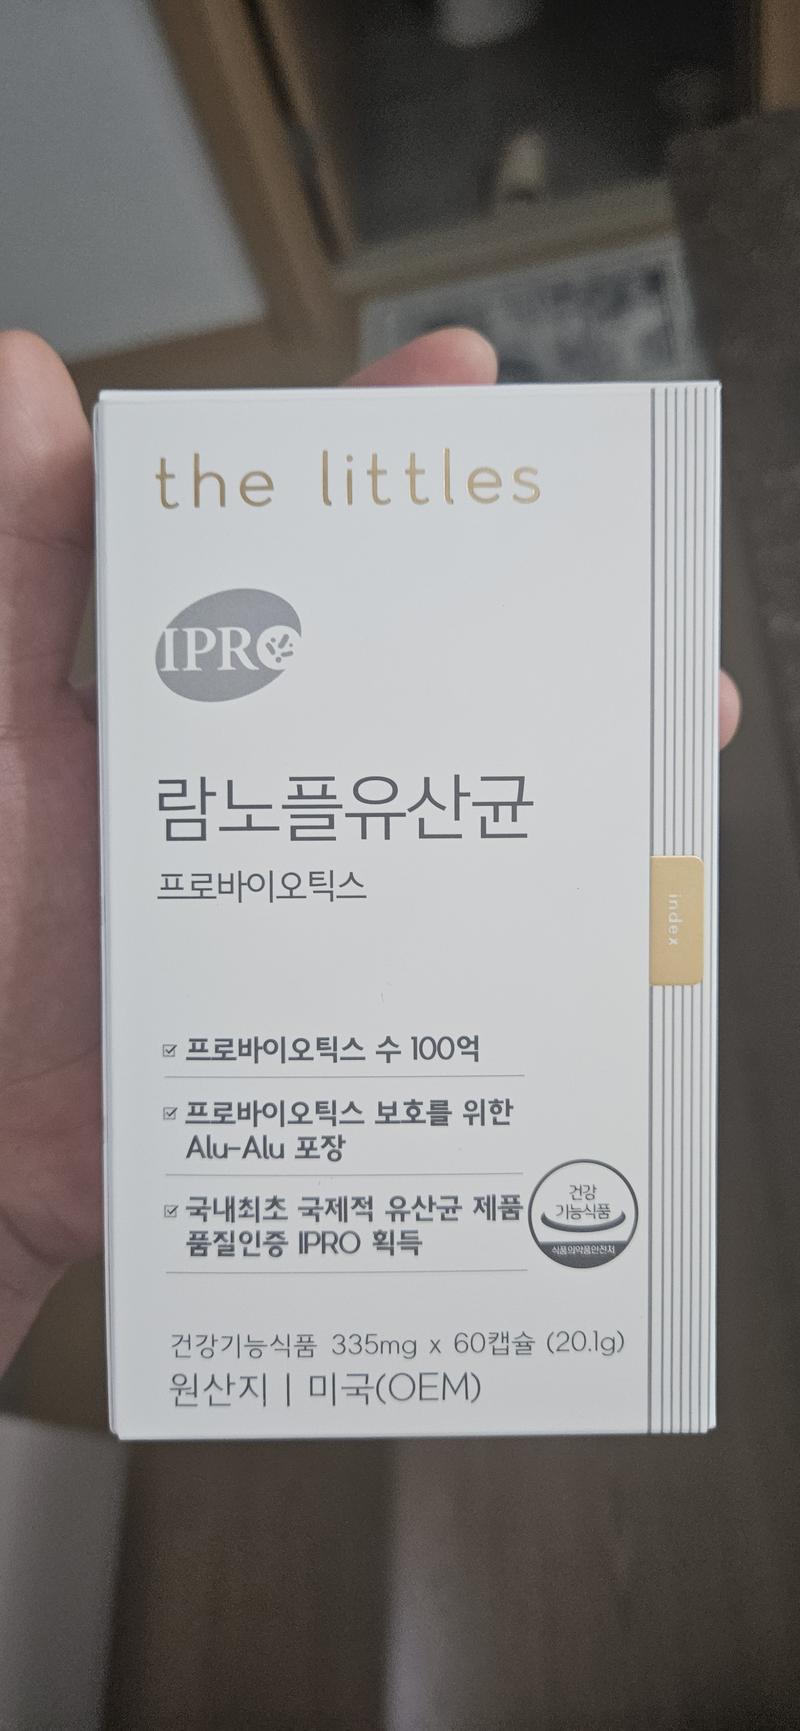 the littles
IPRO
람노플유산균
프로바이오틱스
index
프로바이오틱스 수 100억
프로바이오틱스 보호를 위한
Alu-Alu 포장
국내최초 국제적 유산균 제품
품질인증 IPRO 획득
건강
기능식품
식품의약품안전처
건강기능식품 335mg x 60캡슐 (20.1g)
원산지 | 미국(OEM)